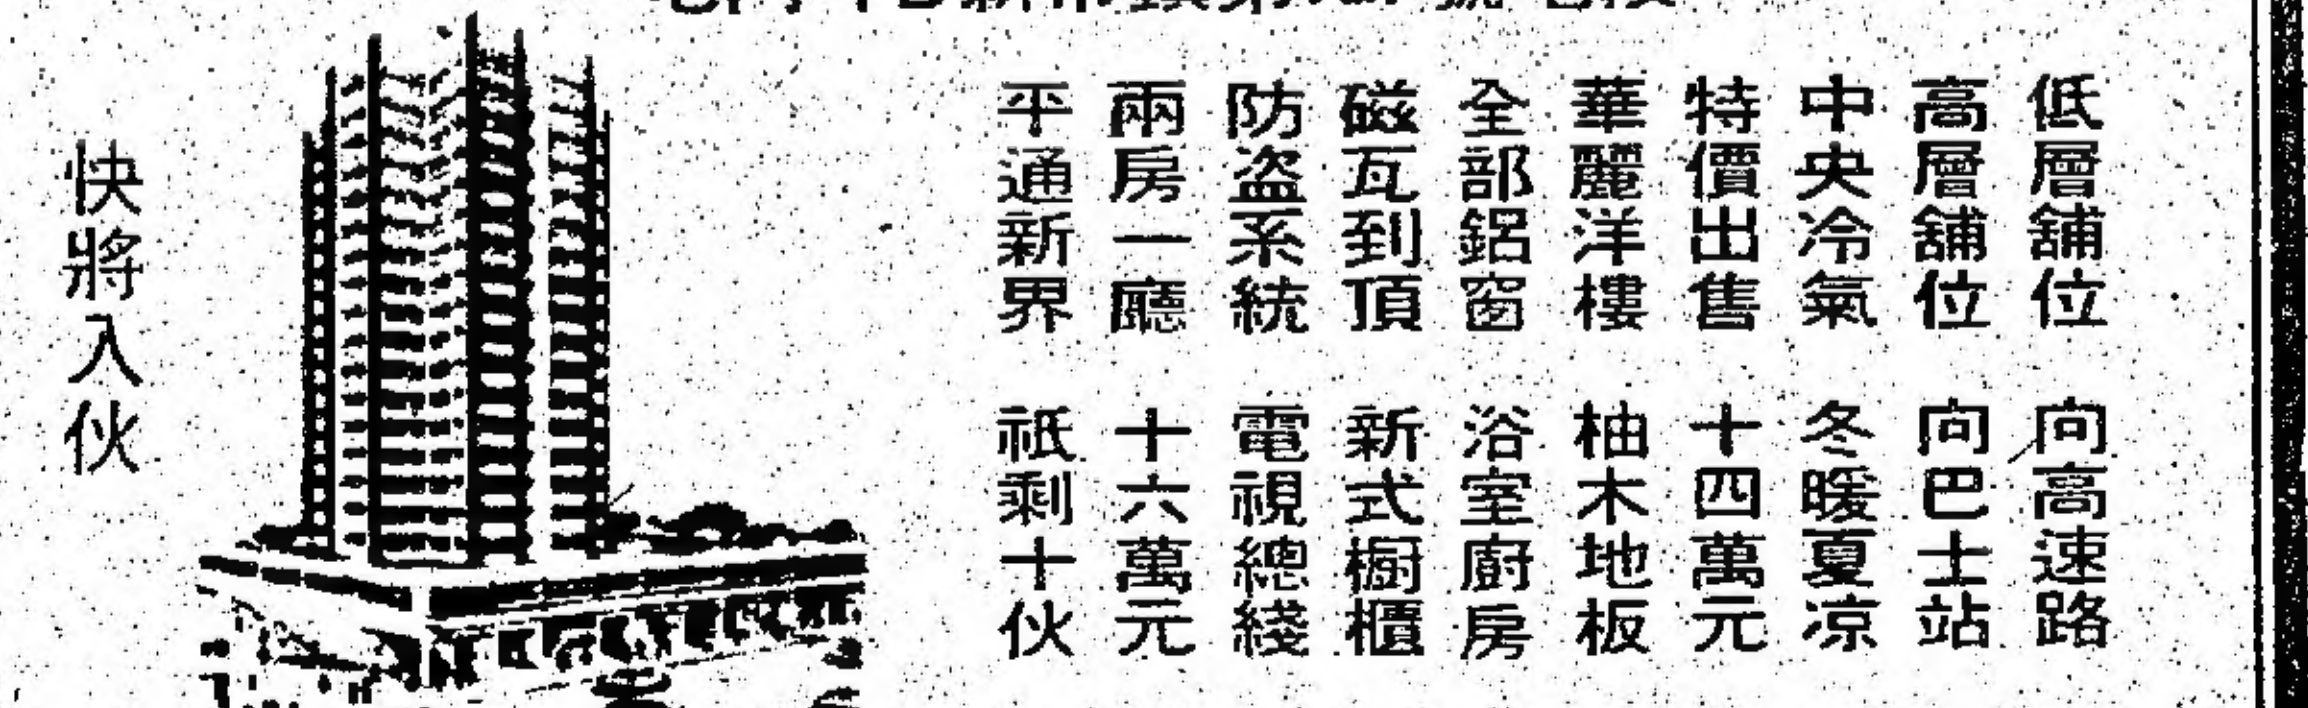 低層舖位 向高速路
高層舖位 向巴士站
中央冷氣 冬暖夏凉
特價出售 十四萬元
華麗洋樓 柚木地板
全部鋁窗 浴室廚房
磁瓦到頂 新式櫥櫃
防盜系統 電視總綫
兩房一廳 十六萬元
平通新界 祇剩十伙
快將入伙